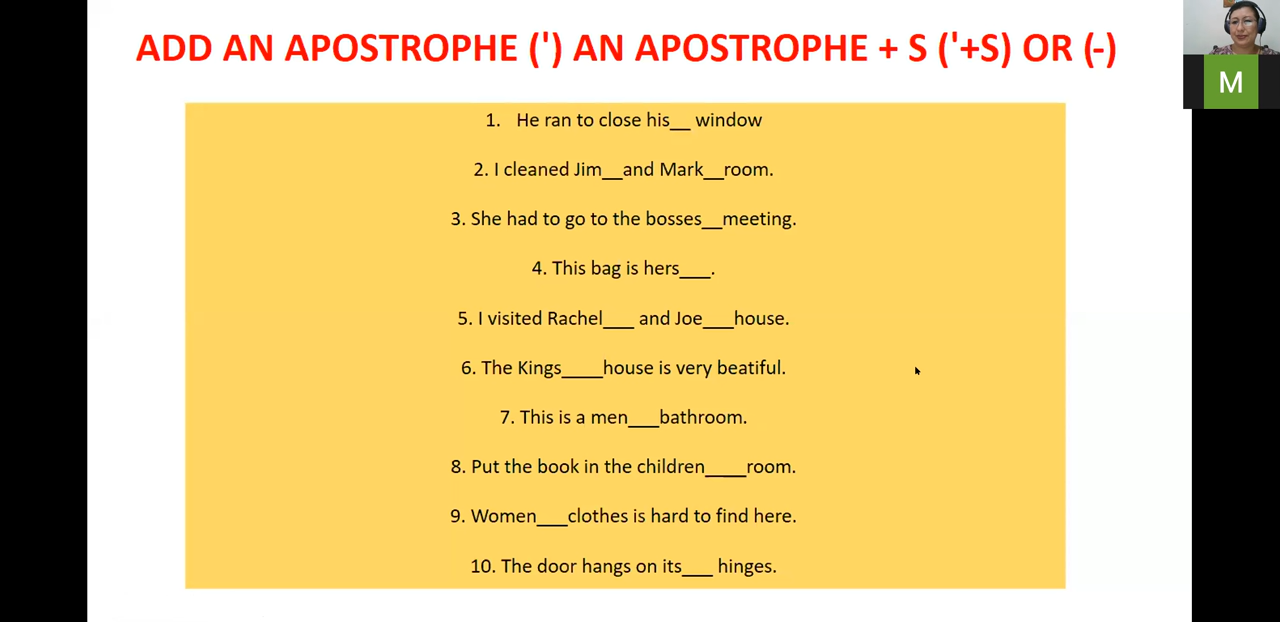 ADD AN APOSTROPHE (') AN APOSTROPHE + S ('+S) OR (-)
M
1. He ran to close his__ window
2. I cleaned Jim__and Mark__room.
3. She had to go to the bosses__meeting.
4. This bag is hers___.
5. I visited Rachel___ and Joe___house.
6. The Kings____house is very beatiful.
7. This is a men___bathroom.
8. Put the book in the children____room.
9. Women___clothes is hard to find here.
10. The door hangs on its___ hinges.